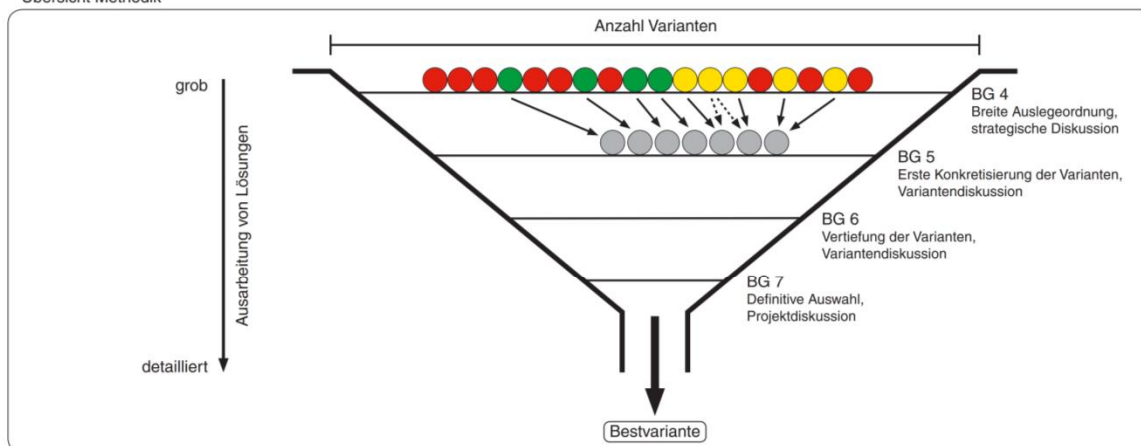 Übersicht Methodik
Anzahl Varianten
grob
BG 4
Breite Auslegeordnung,
strategische Diskussion
BG 5
Erste Konkretisierung der Varianten,
Variantendiskussion
Ausarbeitung von Lösungen
BG 6
Vertiefung der Varianten,
Variantendiskussion
BG 7
Definitive Auswahl,
Projektdiskussion
detailliert
Bestvariante